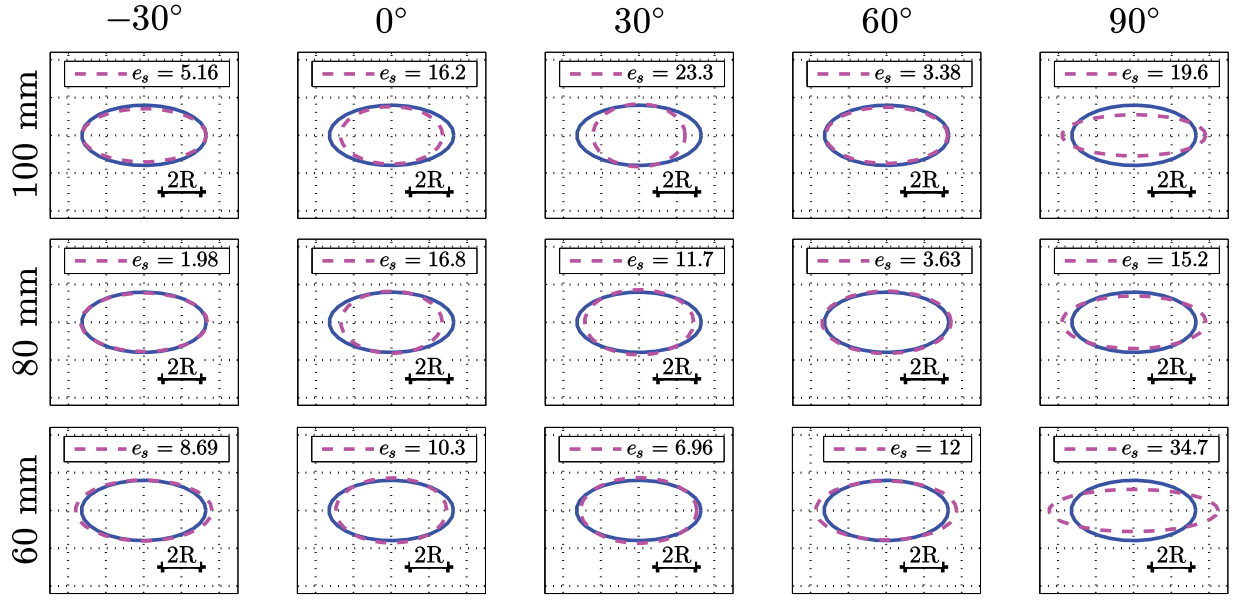 −30° 0° 30° 60° 90°
100 mm
e_s = 5.16 e_s = 16.2 e_s = 23.3 e_s = 3.38 e_s = 19.6
2R 2R 2R 2R 2R
80 mm
e_s = 1.98 e_s = 16.8 e_s = 11.7 e_s = 3.63 e_s = 15.2
2R 2R 2R 2R 2R
60 mm
e_s = 8.69 e_s = 10.3 e_s = 6.96 e_s = 12 e_s = 34.7
2R 2R 2R 2R 2R